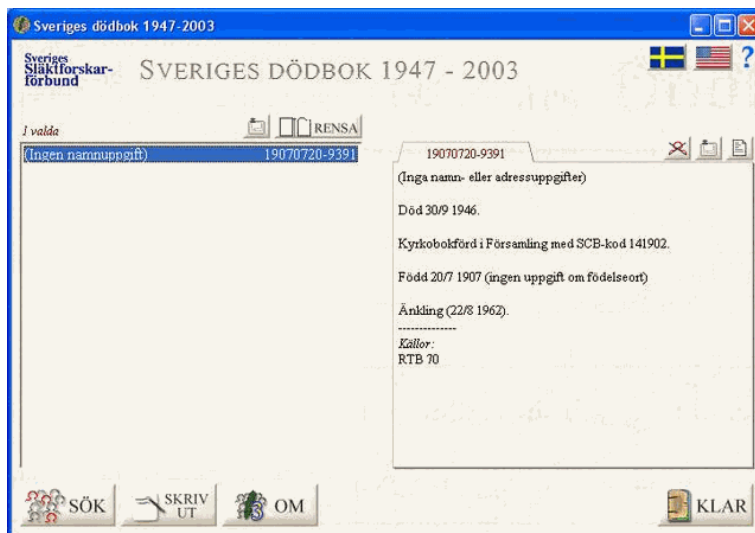 Sveriges dödbok 1947-2003
Sveriges
Släktforskar-
förbund
SVERIGES DÖDBOK 1947 - 2003
?
I valda
RENSA
(Ingen namnuppgift) 19070720-9391
19070720-9391
(Inga namn- eller adressuppgifter)
Död 30/9 1946.
Kyrkobokförd i Församling med SCB-kod 141902.
Född 20/7 1907 (ingen uppgift om födelseort)
Änkling (22/8 1962).
--------------
Källor:
RTB 70
SÖK
SKRIV
UT
3
OM
KLAR